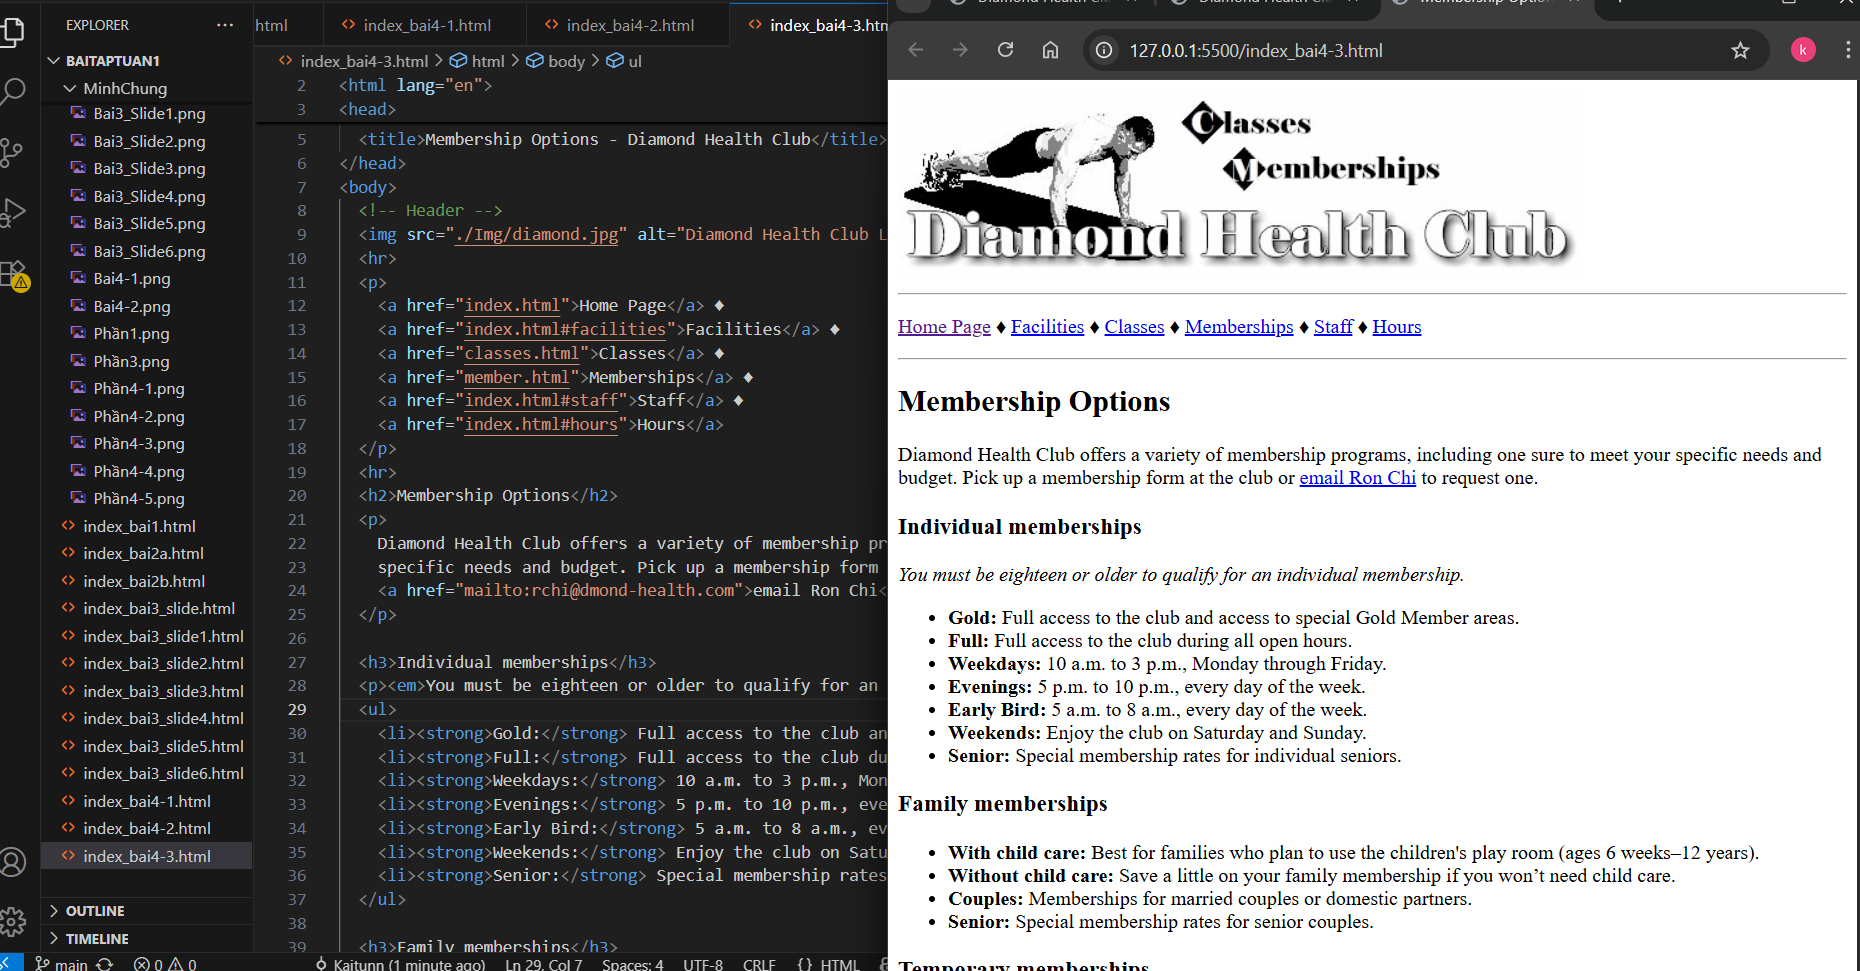 EXPLORER
BAITAPTUAN1
MinhChung
Bai3_Slide1.png
Bai3_Slide2.png
Bai3_Slide3.png
Bai3_Slide4.png
Bai3_Slide5.png
Bai3_Slide6.png
Bai4-1.png
Bai4-2.png
Phần1.png
Phần3.png
Phần4-1.png
Phần4-2.png
Phần4-3.png
Phần4-4.png
Phần4-5.png
index_bai1.html
index_bai2a.html
index_bai2b.html
index_bai3_slide.html
index_bai3_slide1.html
index_bai3_slide2.html
index_bai3_slide3.html
index_bai3_slide4.html
index_bai3_slide5.html
index_bai3_slide6.html
index_bai4-1.html
index_bai4-2.html
index_bai4-3.html
OUTLINE
TIMELINE
html index_bai4-1.html index_bai4-2.html index_bai4-3.htm
index_bai4-3.html > html > body > ul
2 <html lang="en">
3 <head>
5 <title>Membership Options - Diamond Health Club</title>
6 </head>
7 <body>
8 <!-- Header -->
9 <img src="./Img/diamond.jpg" alt="Diamond Health Club L
10 <hr>
11 <p>
12 <a href="index.html">Home Page</a> ♦
13 <a href="index.html#facilities">Facilities</a> ♦
14 <a href="classes.html">Classes</a> ♦
15 <a href="member.html">Memberships</a> ♦
16 <a href="index.html#staff">Staff</a> ♦
17 <a href="index.html#hours">Hours</a>
18 </p>
19 <hr>
20 <h2>Membership Options</h2>
21 <p>
22 Diamond Health Club offers a variety of membership pr
23 specific needs and budget. Pick up a membership form
24 <a href="mailto:rchi@dmond-health.com">email Ron Chi<
25 </p>
26
27 <h3>Individual memberships</h3>
28 <p><em>You must be eighteen or older to qualify for an
29 <ul>
30 <li><strong>Gold:</strong> Full access to the club an
31 <li><strong>Full:</strong> Full access to the club du
32 <li><strong>Weekdays:</strong> 10 a.m. to 3 p.m., Mon
33 <li><strong>Evenings:</strong> 5 p.m. to 10 p.m., eve
34 <li><strong>Early Bird:</strong> 5 a.m. to 8 a.m., ev
35 <li><strong>Weekends:</strong> Enjoy the club on Satu
36 <li><strong>Senior:</strong> Special membership rates
37 </ul>
38
39 <h3>Family memberships</h3>
main 0 0 Kaitunn (1 minute ago) Ln 29, Col 7 Spaces: 4 UTF-8 CRLF {} HTML
127.0.0.1:5500/index_bai4-3.html
k
Classes
Memberships
Diamond Health Club
Home Page ♦ Facilities ♦ Classes ♦ Memberships ♦ Staff ♦ Hours
Membership Options
Diamond Health Club offers a variety of membership programs, including one sure to meet your specific needs and
budget. Pick up a membership form at the club or email Ron Chi to request one.
Individual memberships
You must be eighteen or older to qualify for an individual membership.
• Gold: Full access to the club and access to special Gold Member areas.
• Full: Full access to the club during all open hours.
• Weekdays: 10 a.m. to 3 p.m., Monday through Friday.
• Evenings: 5 p.m. to 10 p.m., every day of the week.
• Early Bird: 5 a.m. to 8 a.m., every day of the week.
• Weekends: Enjoy the club on Saturday and Sunday.
• Senior: Special membership rates for individual seniors.
Family memberships
• With child care: Best for families who plan to use the children's play room (ages 6 weeks–12 years).
• Without child care: Save a little on your family membership if you won’t need child care.
• Couples: Memberships for married couples or domestic partners.
• Senior: Special membership rates for senior couples.
Temporary memberships